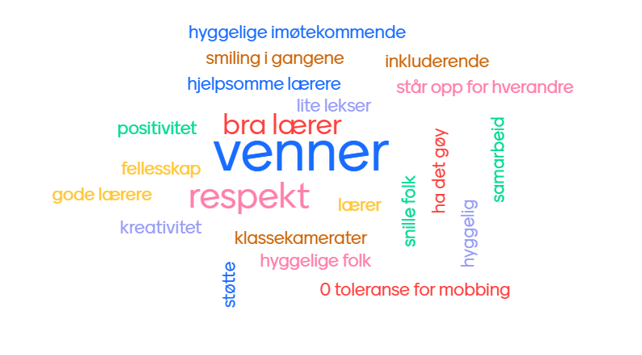 hyggelige imøtekommende
smiling i gangene
inkluderende
hjelpsomme lærere
står opp for hverandre
lite lekser
positivitet
bra lærer
venner
ha det gøy
samarbeid
fellesskap
gode lærere
respekt
lærer
snille folk
hyggelig
kreativitet
klassekamerater
hyggelige folk
støtte
0 toleranse for mobbing